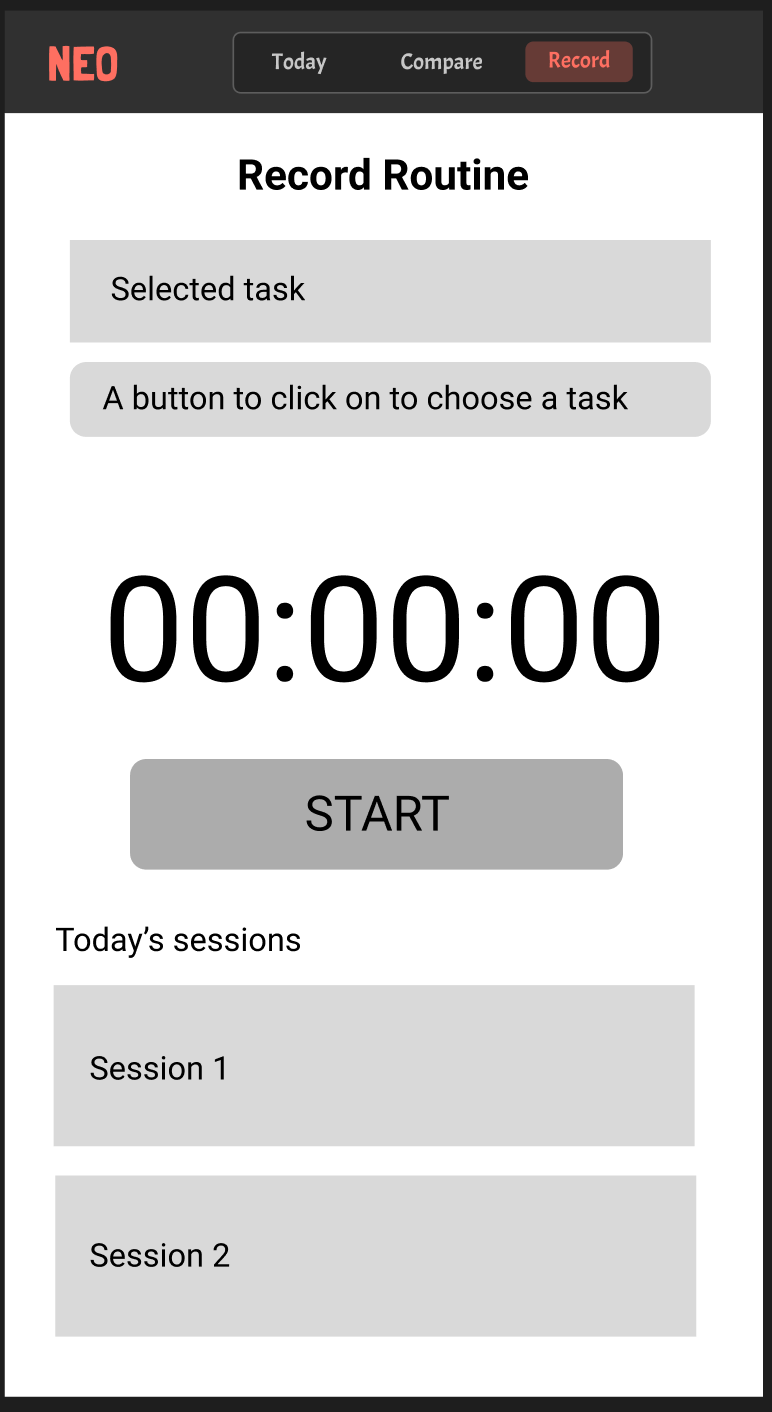 NEO
Today Compare Record
Record Routine
Selected task
A button to click on to choose a task
00:00:00
START
Today’s sessions
Session 1
Session 2